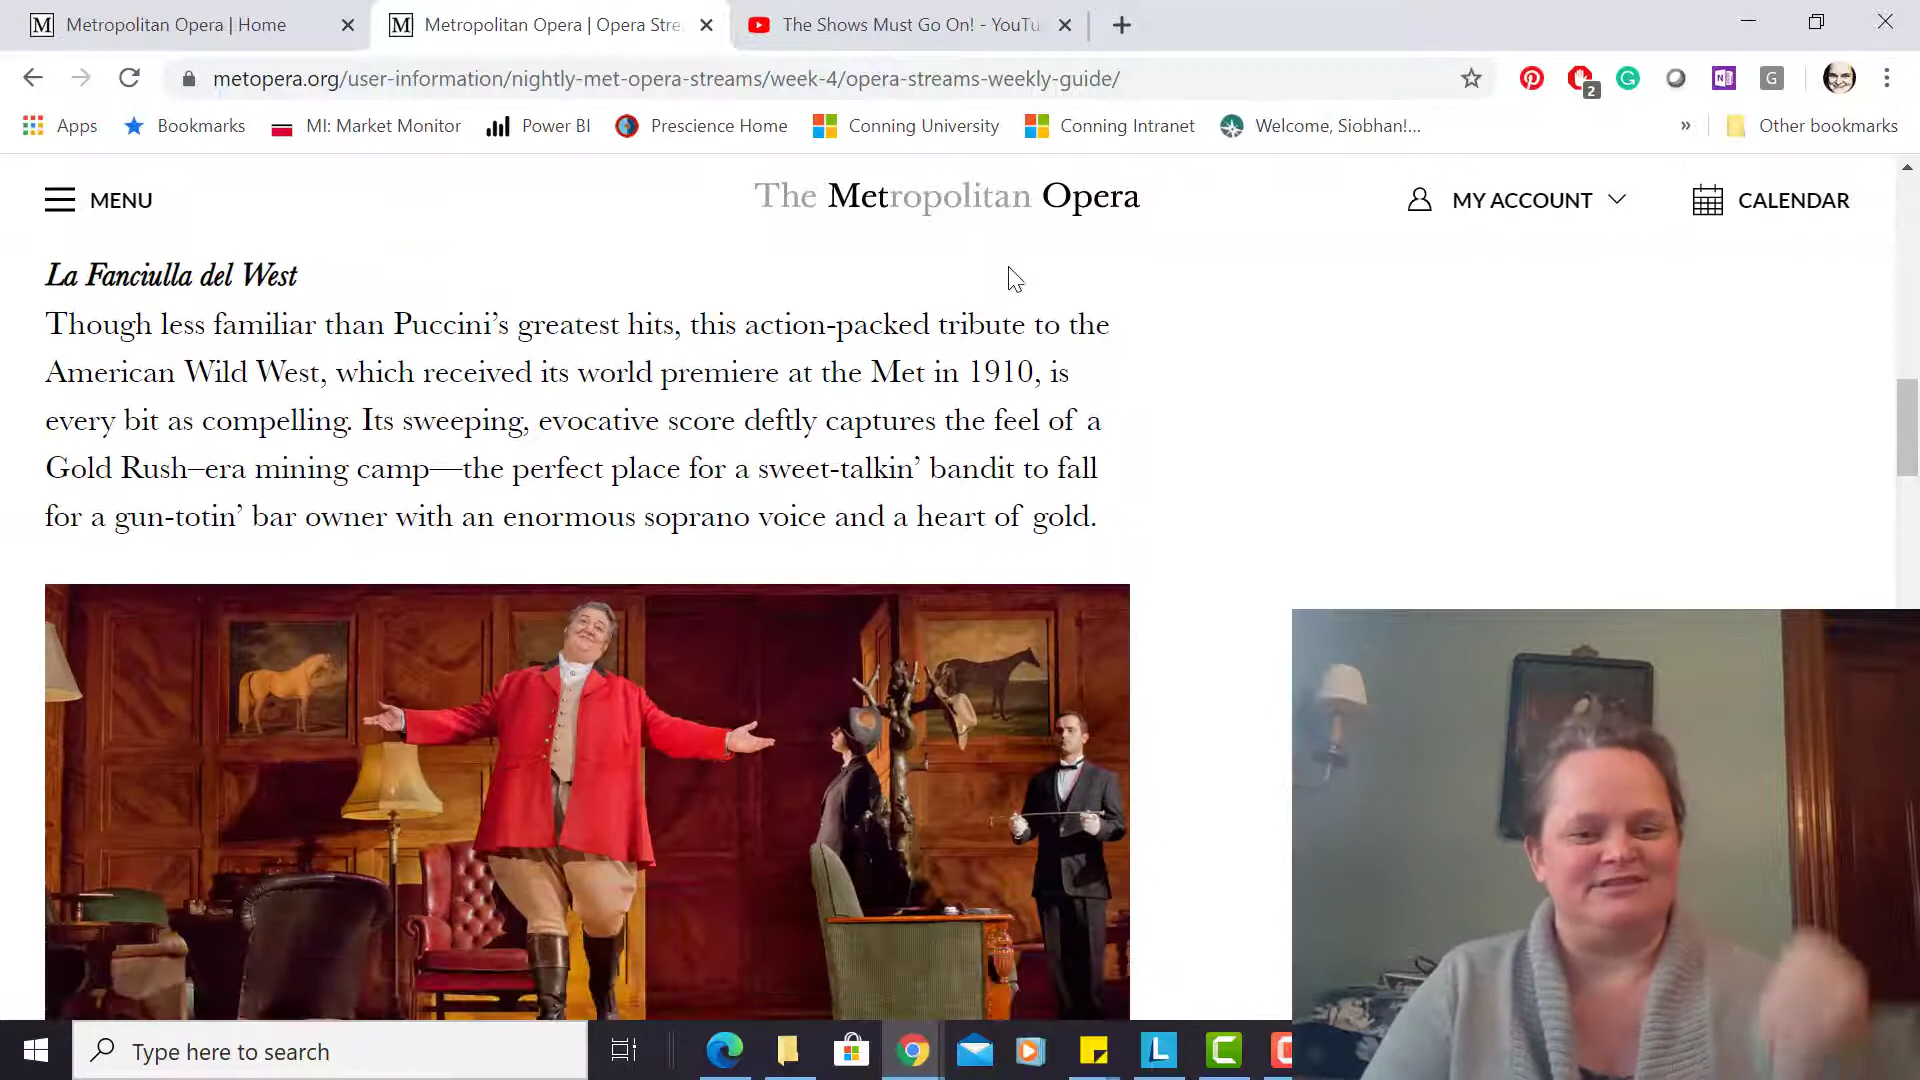 M Metropolitan Opera | Home
M Metropolitan Opera | Opera Stre
The Shows Must Go On! - YouTu
metopera.org/user-information/nightly-met-opera-streams/week-4/opera-streams-weekly-guide/
2
G
N
G
Apps
Bookmarks
MI: Market Monitor
Power BI
Prescience Home
Conning University
Conning Intranet
Welcome, Siobhan!...
»
Other bookmarks
MENU
The Metropolitan Opera
MY ACCOUNT
CALENDAR
La Fanciulla del West
Though less familiar than Puccini’s greatest hits, this action-packed tribute to the
American Wild West, which received its world premiere at the Met in 1910, is
every bit as compelling. Its sweeping, evocative score deftly captures the feel of a
Gold Rush–era mining camp—the perfect place for a sweet-talkin’ bandit to fall
for a gun-totin’ bar owner with an enormous soprano voice and a heart of gold.
Type here to search
L
C